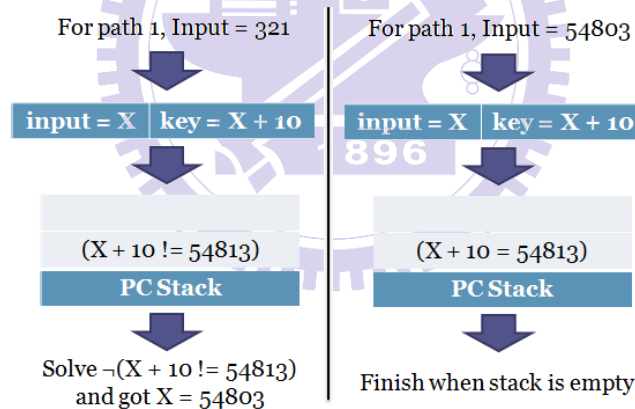 For path 1, Input = 321
input = X key = X + 10
(X + 10 != 54813)
PC Stack
Solve ¬(X + 10 != 54813)
and got X = 54803
For path 1, Input = 54803
input = X key = X + 10
(X + 10 = 54813)
PC Stack
Finish when stack is empty
1896